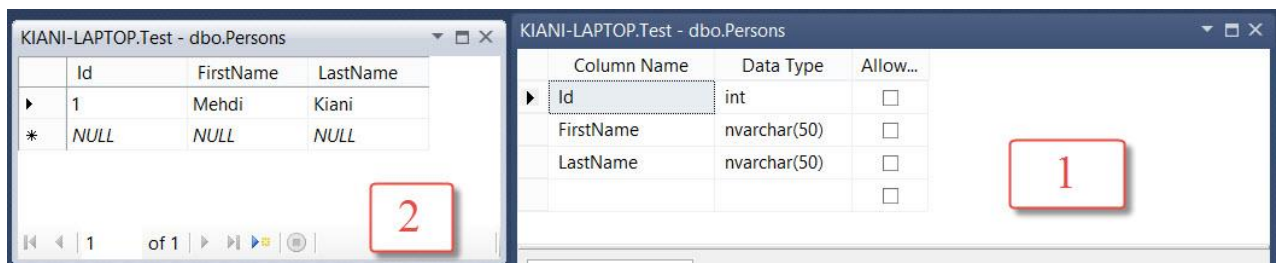 KIANI-LAPTOP.Test - dbo.Persons
Id FirstName LastName
1 Mehdi Kiani
NULL NULL NULL
2
1 of 1
KIANI-LAPTOP.Test - dbo.Persons
Column Name Data Type Allow...
Id int
FirstName nvarchar(50)
LastName nvarchar(50)
1